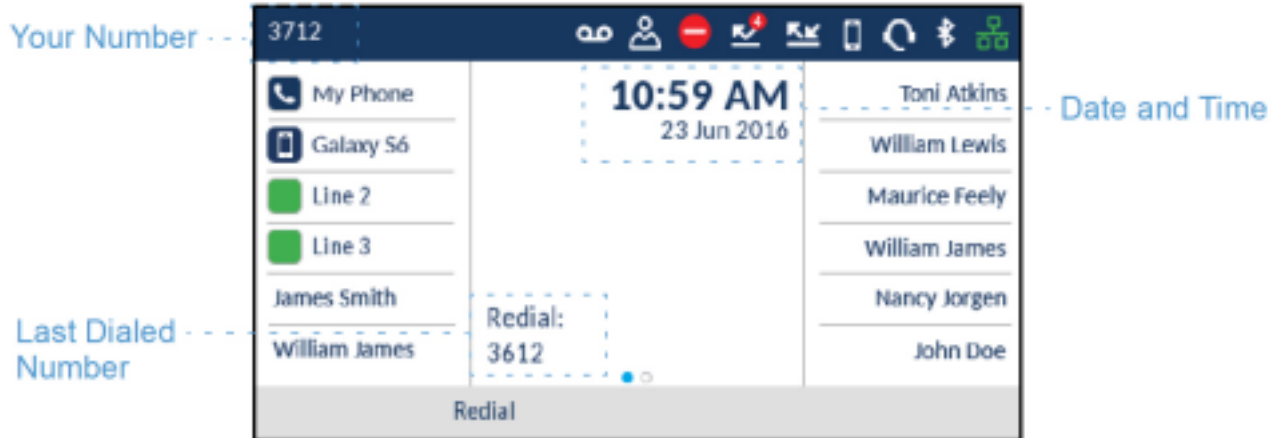 Your Number
3712
4
My Phone
Galaxy S6
Line 2
Line 3
James Smith
William James
10:59 AM
23 Jun 2016
Redial:
3612
Toni Atkins
William Lewis
Maurice Feely
William James
Nancy Jorgen
John Doe
Redial
Date and Time
Last Dialed
Number